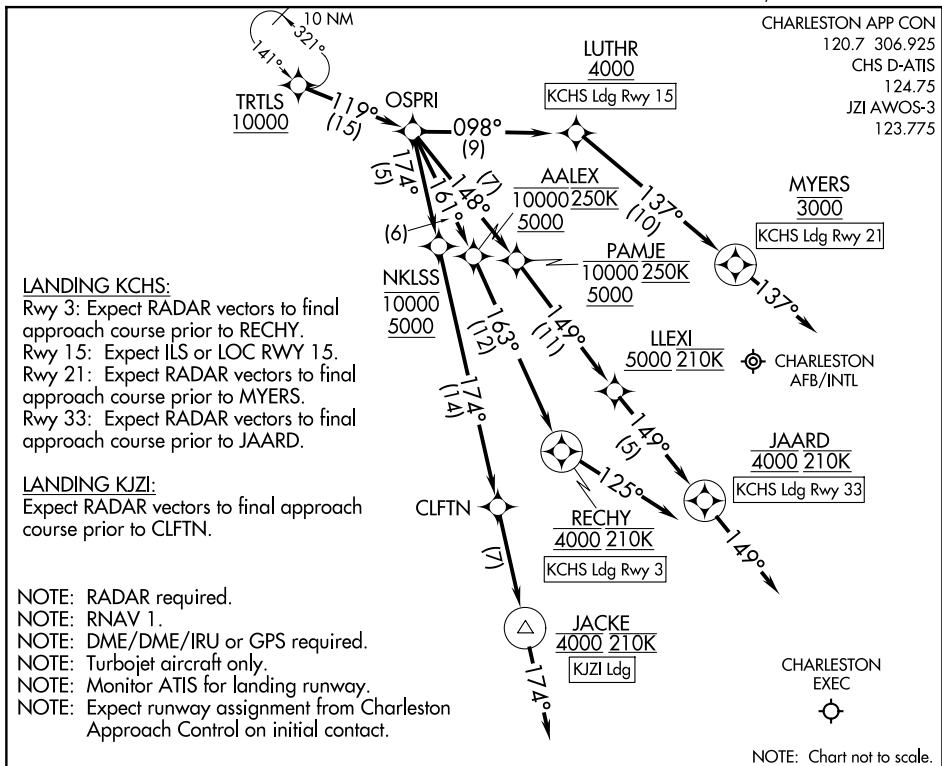 10 NM
321°
141°
TRTLS
10000
119°
(15)
OSPRI
098°
(9)
LUTHR
4000
KCHS Ldg Rwy 15
CHARLESTON APP CON
120.7 306.925
CHS D-ATIS
124.75
JZI AWOS-3
123.775
137°
(10)
MYERS
3000
KCHS Ldg Rwy 21
137°
CHARLESTON
AFB/INTL
174°
(5)
161°
(6)
148°
(7)
AALEX
10000 250K
5000
PAMJE
10000 250K
5000
NKLSS
10000
5000
163°
(12)
149°
(11)
LLEXI
5000 210K
149°
(5)
JAARD
4000 210K
KCHS Ldg Rwy 33
149°
174°
(14)
125°
RECHY
4000 210K
KCHS Ldg Rwy 3
CLFTN
(7)
JACKE
4000 210K
KJZI Ldg
174°
CHARLESTON
EXEC
LANDING KCHS:
Rwy 3: Expect RADAR vectors to final
approach course prior to RECHY.
Rwy 15: Expect ILS or LOC RWY 15.
Rwy 21: Expect RADAR vectors to final
approach course prior to MYERS.
Rwy 33: Expect RADAR vectors to final
approach course prior to JAARD.
LANDING KJZI:
Expect RADAR vectors to final approach
course prior to CLFTN.
NOTE: RADAR required.
NOTE: RNAV 1.
NOTE: DME/DME/IRU or GPS required.
NOTE: Turbojet aircraft only.
NOTE: Monitor ATIS for landing runway.
NOTE: Expect runway assignment from Charleston
Approach Control on initial contact.
NOTE: Chart not to scale.